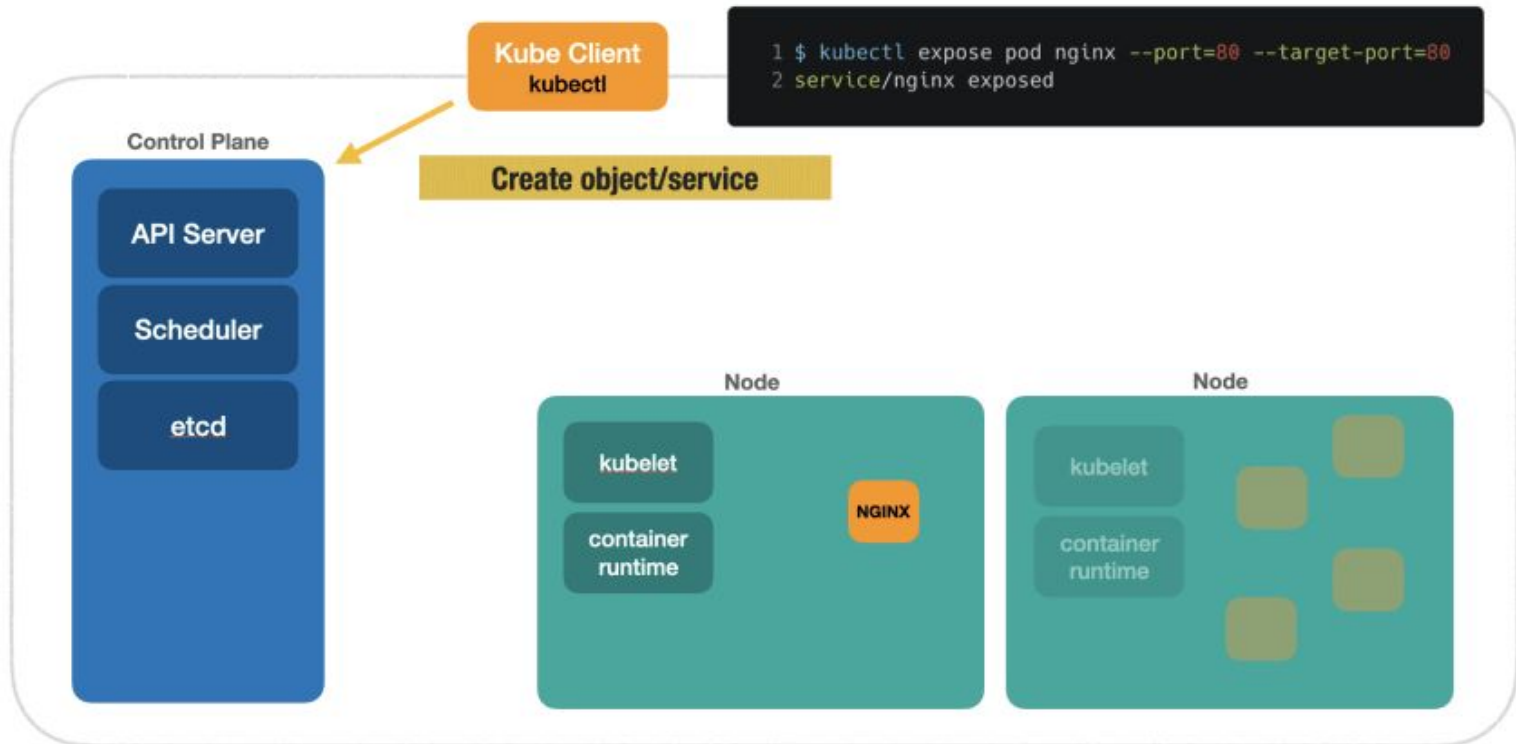 Kube Client
kubectl
1 $ kubectl expose pod nginx --port=80 --target-port=80
2 service/nginx exposed
Control Plane
Create object/service
API Server
Scheduler
etcd
Node
kubelet
container
runtime
NGINX
Node
kubelet
container
runtime